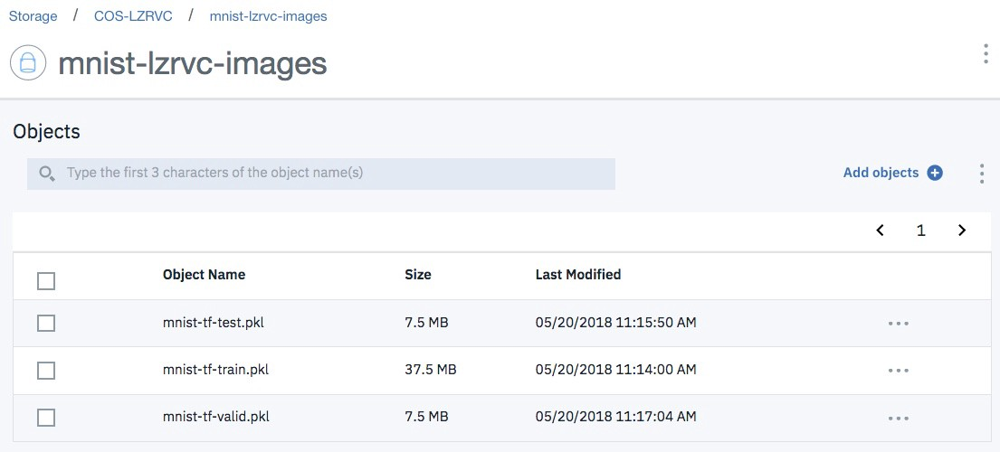 Storage / COS-LZRVC / mnist-lzrvc-images
mnist-lzrvc-images
Objects
Type the first 3 characters of the object name(s)
Add objects
1
Object Name Size Last Modified
mnist-tf-test.pkl 7.5 MB 05/20/2018 11:15:50 AM
mnist-tf-train.pkl 37.5 MB 05/20/2018 11:14:00 AM
mnist-tf-valid.pkl 7.5 MB 05/20/2018 11:17:04 AM